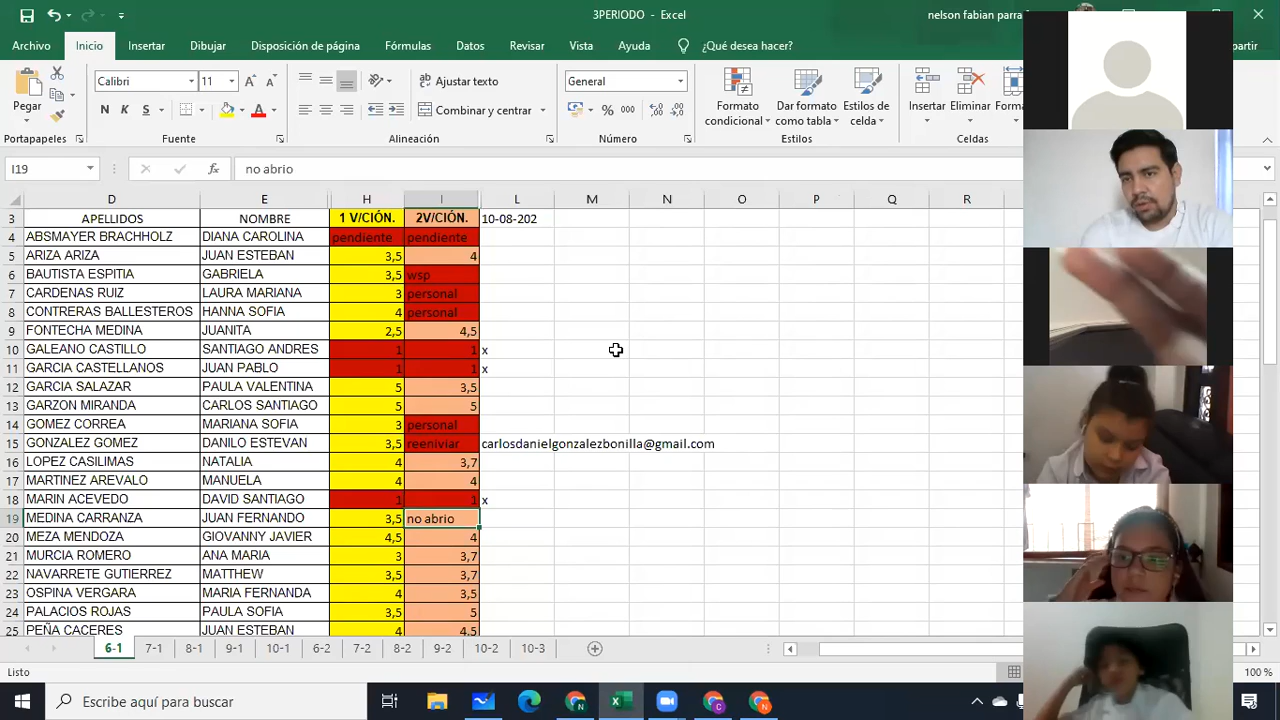 3PERIODO - Excel
nelson fabian parra
Archivo Inicio Insertar Dibujar Disposición de página Fórmulas Datos Revisar Vista Ayuda ¿Qué desea hacer?
Calibri 11 Ajustar texto General
Pegar N K S Combinar y centrar % 000 Formato condicional Dar formato como tabla Estilos de celda Insertar Eliminar
Portapapeles Fuente Alineación Número Estilos Celdas
I19 fx no abrio
D E H I L M N O P Q R
3 APELLIDOS NOMBRE 1 V/CIÓN. 2V/CIÓN. 10-08-202
4 ABSMAYER BRACHHOLZ DIANA CAROLINA pendiente pendiente
5 ARIZA ARIZA JUAN ESTEBAN 3,5 4
6 BAUTISTA ESPITIA GABRIELA 3,5 wsp
7 CARDENAS RUIZ LAURA MARIANA 3 personal
8 CONTRERAS BALLESTEROS HANNA SOFIA 4 personal
9 FONTECHA MEDINA JUANITA 2,5 4,5
10 GALEANO CASTILLO SANTIAGO ANDRES 1 1 x
11 GARCIA CASTELLANOS JUAN PABLO 1 1 x
12 GARCIA SALAZAR PAULA VALENTINA 5 3,5
13 GARZON MIRANDA CARLOS SANTIAGO 5 5
14 GOMEZ CORREA MARIANA SOFIA 3 personal
15 GONZALEZ GOMEZ DANILO ESTEVAN 3,5 reeniviar carlosdanielgonzalezbonilla@gmail.com
16 LOPEZ CASILIMAS NATALIA 4 3,7
17 MARTINEZ AREVALO MANUELA 4 4
18 MARIN ACEVEDO DAVID SANTIAGO 1 1 x
19 MEDINA CARRANZA JUAN FERNANDO 3,5 no abrio
20 MEZA MENDOZA GIOVANNY JAVIER 4,5 4
21 MURCIA ROMERO ANA MARIA 3 3,7
22 NAVARRETE GUTIERREZ MATTHEW 3,5 3,7
23 OSPINA VERGARA MARIA FERNANDA 4 3,5
24 PALACIOS ROJAS PAULA SOFIA 3,5 5
25 PEÑA CACERES JUAN ESTEBAN 4 4,5
6-1 7-1 8-1 9-1 10-1 6-2 7-2 8-2 9-2 10-2 10-3
Listo 100 %
Escribe aquí para buscar